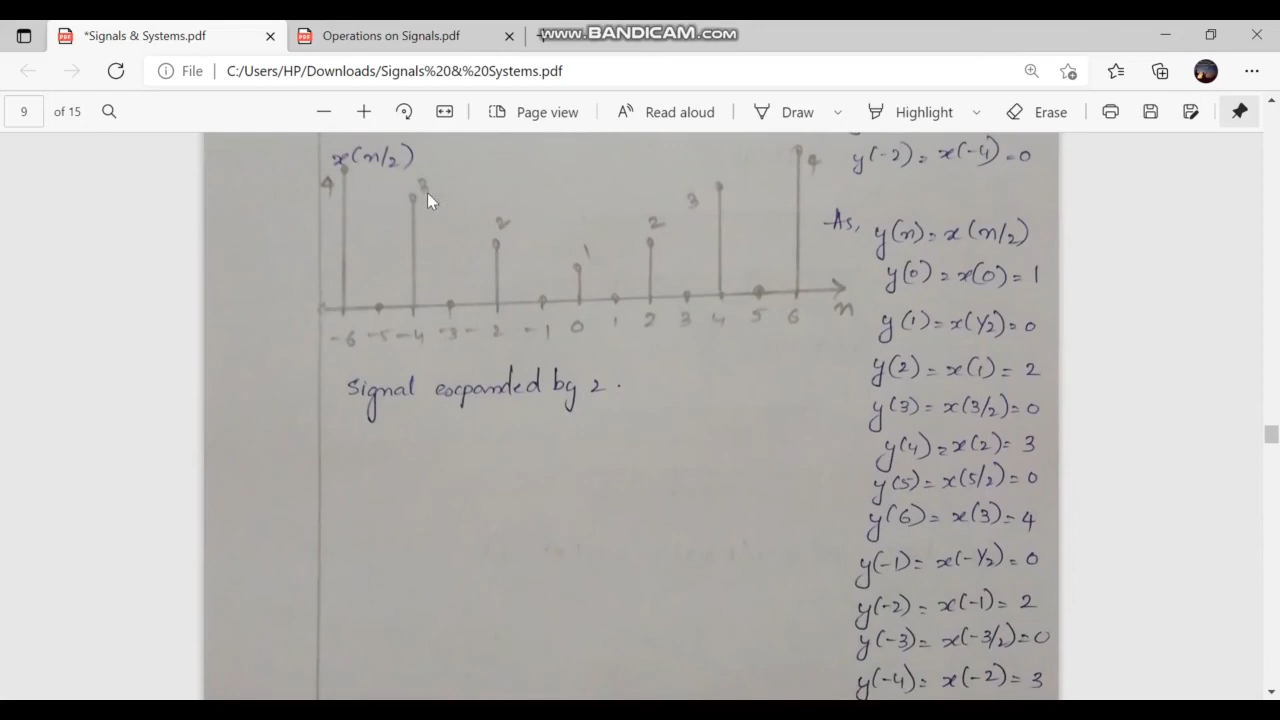 *Signals & Systems.pdf
Operations on Signals.pdf
www.BANDICAM.com
File
C:/Users/HP/Downloads/Signals%20&%20Systems.pdf
9 of 15
Page view
Read aloud
Draw
Highlight
Erase
x(n/2)
4 3 2 1 2 3 4
-6 -5 -4 -3 -2 -1 0 1 2 3 4 5 6 n
Signal expanded by 2.
y(-2) = x(-4) = 0
As, y(n) = x(n/2)
y(0) = x(0) = 1
y(1) = x(1/2) = 0
y(2) = x(1) = 2
y(3) = x(3/2) = 0
y(4) = x(2) = 3
y(5) = x(5/2) = 0
y(6) = x(3) = 4
y(-1) = x(-1/2) = 0
y(-2) = x(-1) = 2
y(-3) = x(-3/2) = 0
y(-4) = x(-2) = 3